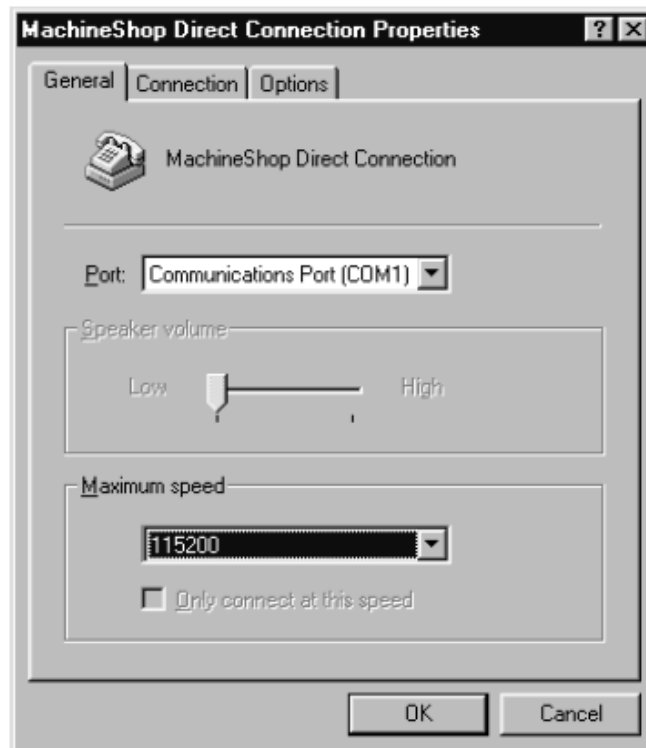 MachineShop Direct Connection Properties
General Connection Options
MachineShop Direct Connection
Port: Communications Port (COM1)
Speaker volume
Low High
Maximum speed
115200
Only connect at this speed
OK Cancel